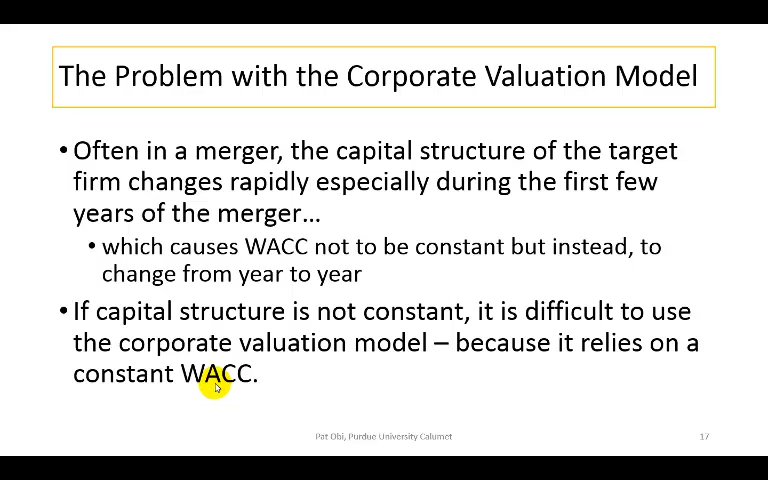 The Problem with the Corporate Valuation Model
• Often in a merger, the capital structure of the target
firm changes rapidly especially during the first few
years of the merger…
• which causes WACC not to be constant but instead, to
change from year to year
• If capital structure is not constant, it is difficult to use
the corporate valuation model – because it relies on a
constant WACC.
Pat Obi, Purdue University Calumet
17